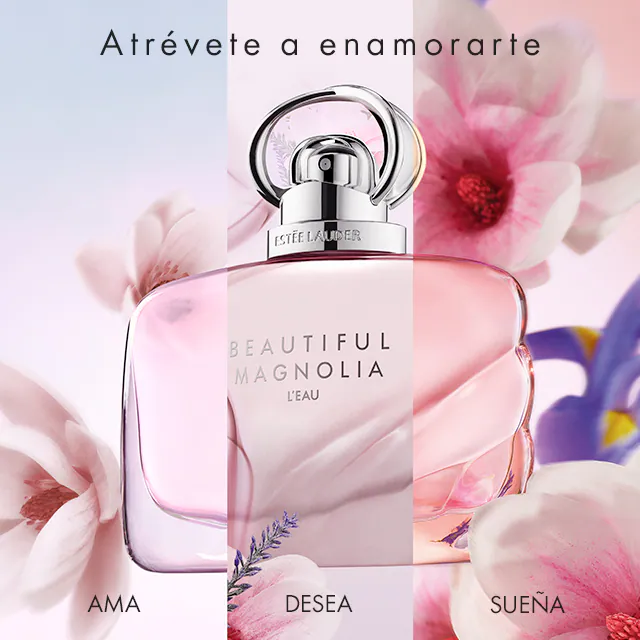 Atrévete a enamorarte
ESTĒE LAUDER
BEAUTIFUL
MAGNOLIA
L'EAU
AMA
DESEA
SUEÑA